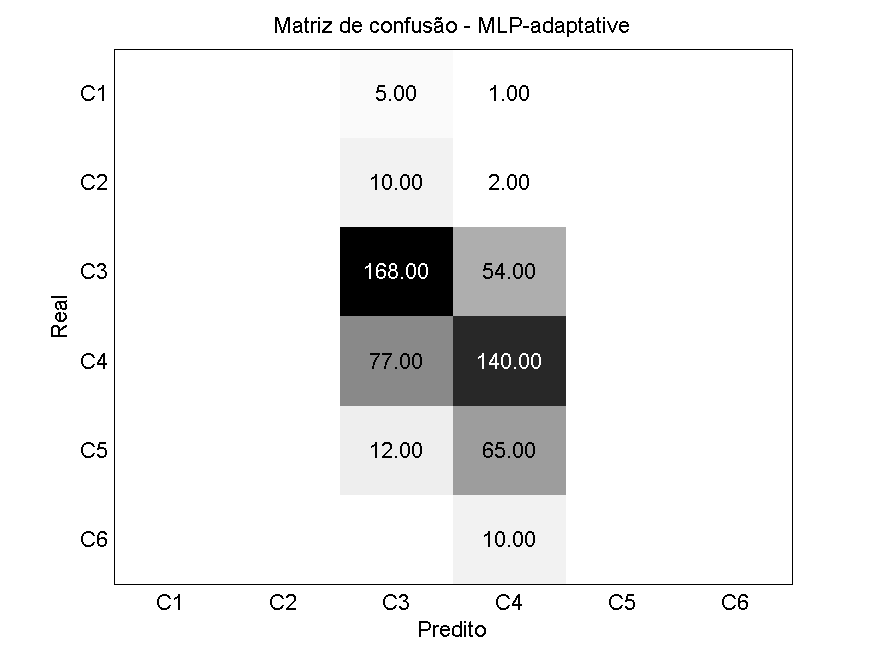 Matriz de confusão - MLP-adaptative
C1 5.00 1.00
C2 10.00 2.00
C3 168.00 54.00
Real
C4 77.00 140.00
C5 12.00 65.00
C6 10.00
C1 C2 C3 C4 C5 C6
Predito